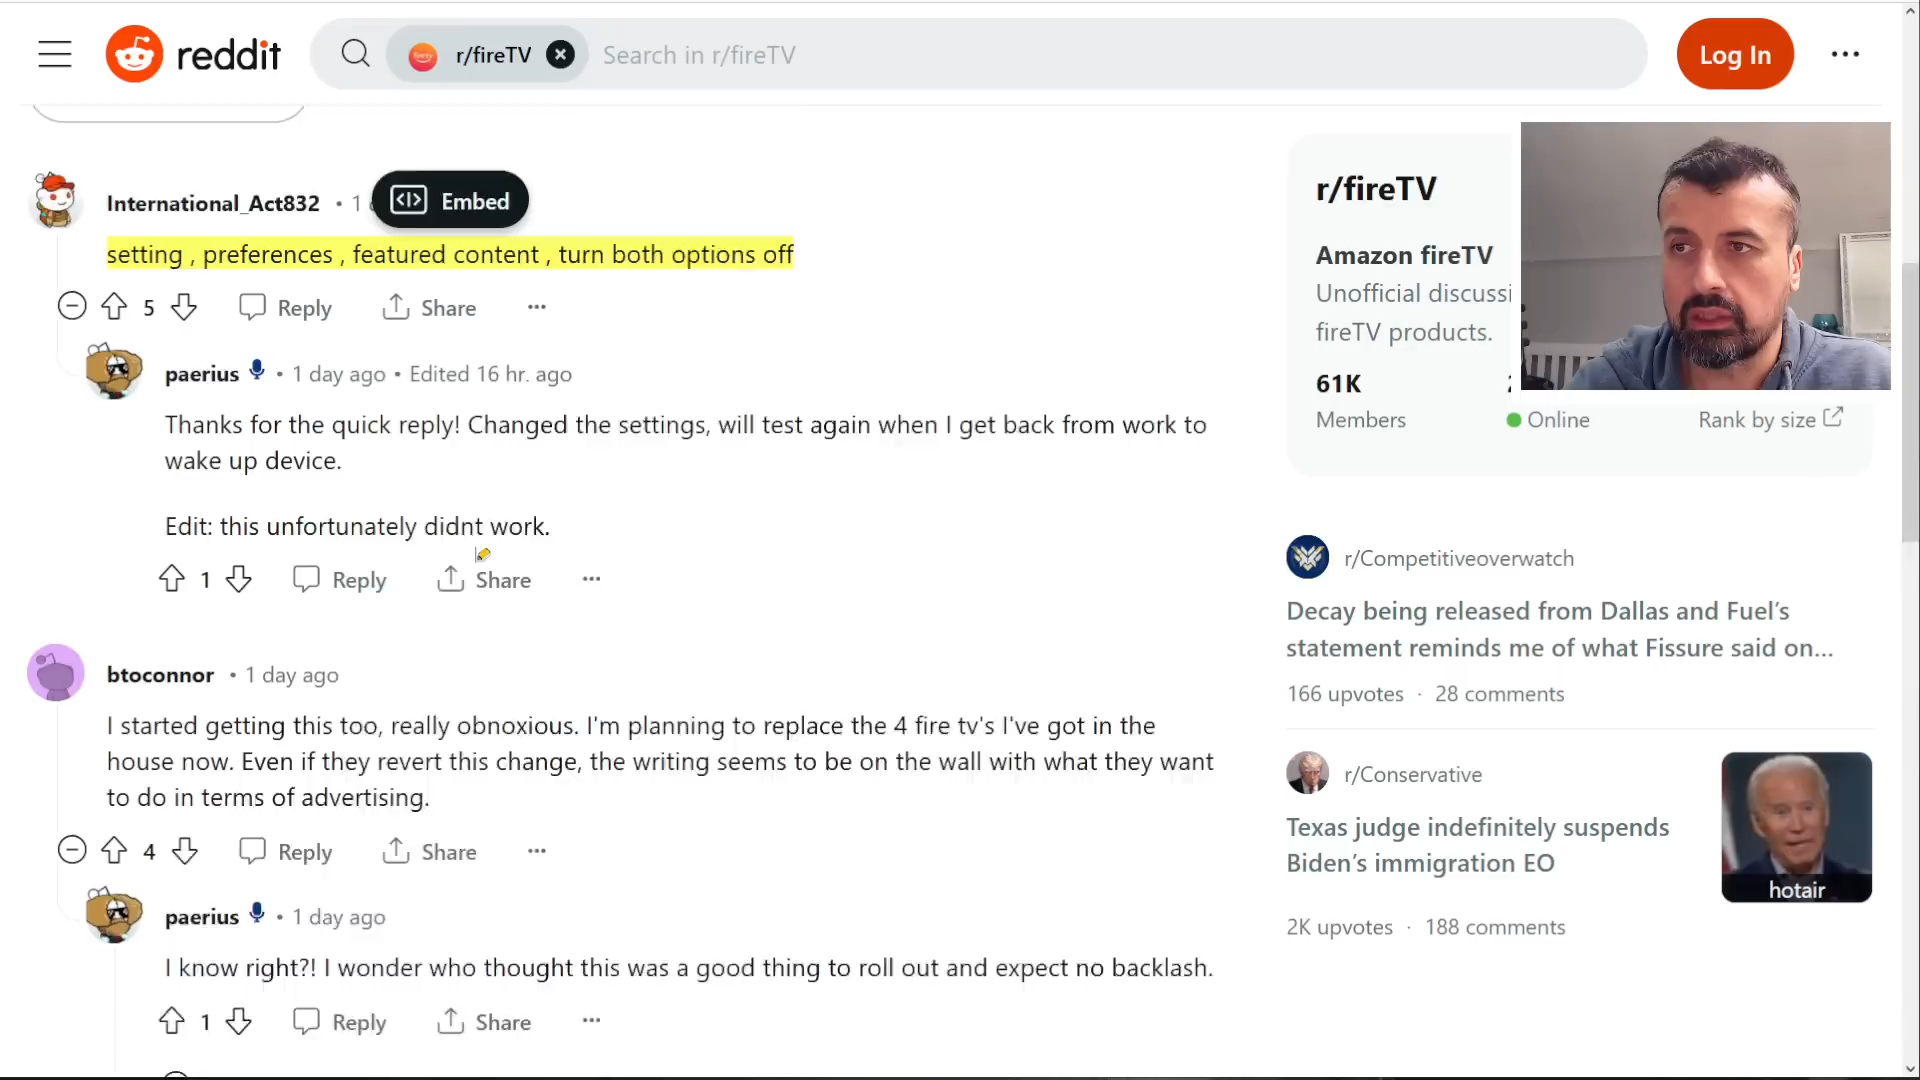 reddit
r/fireTV
Search in r/fireTV
Log In
International_Act832 • 1
Embed
setting , preferences , featured content , turn both options off
5 Reply Share
paerius • 1 day ago • Edited 16 hr. ago
Thanks for the quick reply! Changed the settings, will test again when I get back from work to
wake up device.
Edit: this unfortunately didnt work.
1 Reply Share
btoconnor • 1 day ago
I started getting this too, really obnoxious. I'm planning to replace the 4 fire tv's I've got in the
house now. Even if they revert this change, the writing seems to be on the wall with what they want
to do in terms of advertising.
4 Reply Share
paerius • 1 day ago
I know right?! I wonder who thought this was a good thing to roll out and expect no backlash.
1 Reply Share
r/fireTV
Amazon fireTV
Unofficial discussi
fireTV products.
61K
Members
Online
Rank by size
r/Competitiveoverwatch
Decay being released from Dallas and Fuel’s
statement reminds me of what Fissure said on...
166 upvotes · 28 comments
r/Conservative
Texas judge indefinitely suspends
Biden’s immigration EO
hotair
2K upvotes · 188 comments